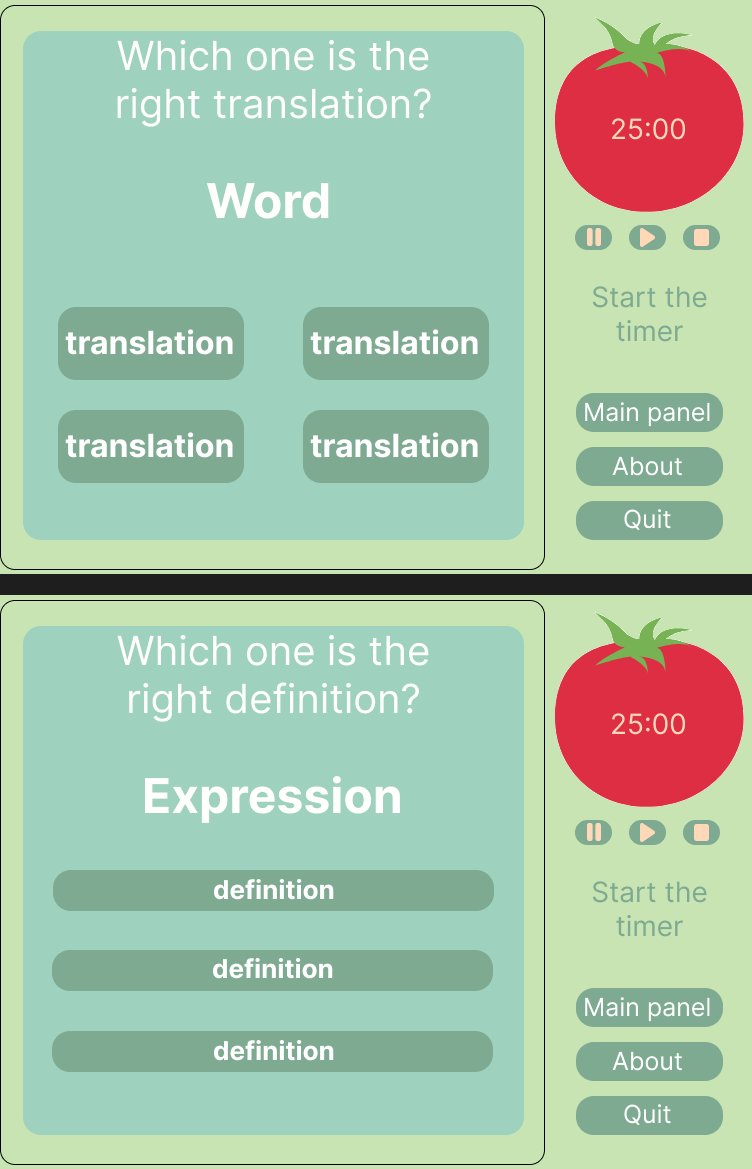 Which one is the
right translation?
Word
translation
translation
translation
translation
25:00
Start the
timer
Main panel
About
Quit
Which one is the
right definition?
Expression
definition
definition
definition
25:00
Start the
timer
Main panel
About
Quit